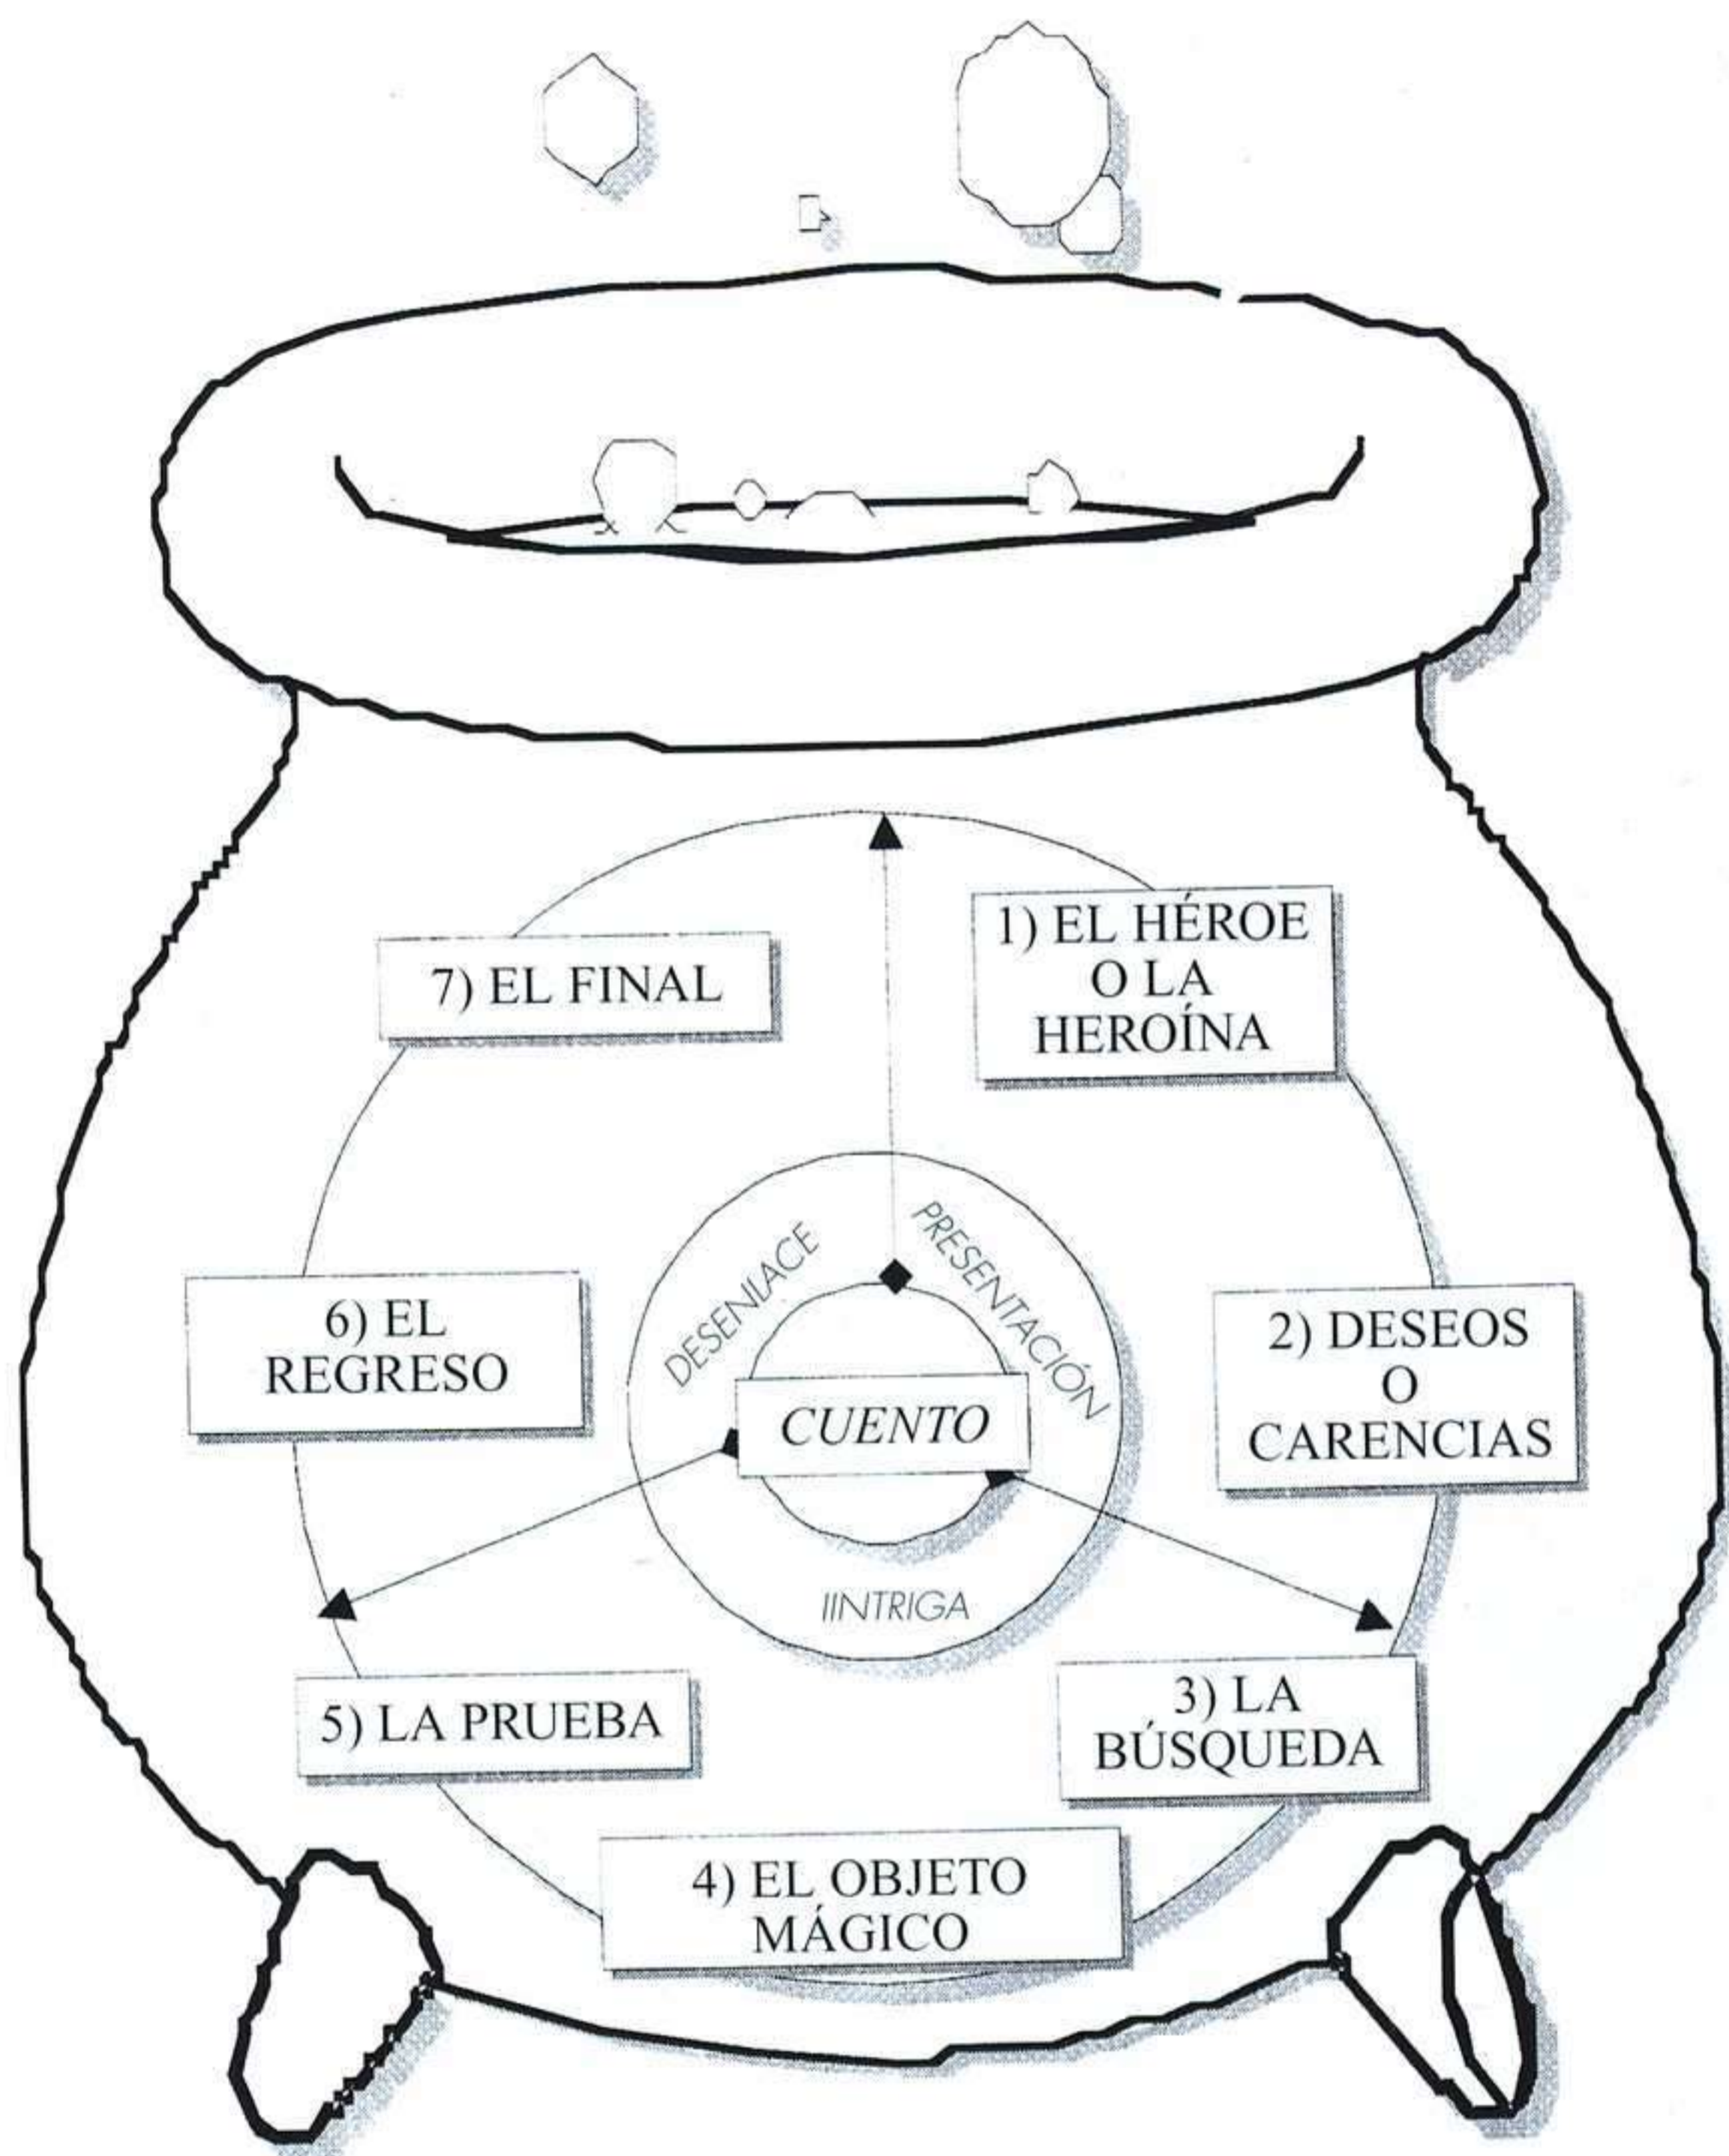 1) EL HÉROE
O LA
HEROÍNA
2) DESEOS
O
CARENCIAS
3) LA
BÚSQUEDA
4) EL OBJETO
MÁGICO
5) LA PRUEBA
6) EL
REGRESO
7) EL FINAL
PRESENTACIÓN
IINTRIGA
DESENLACE
CUENTO